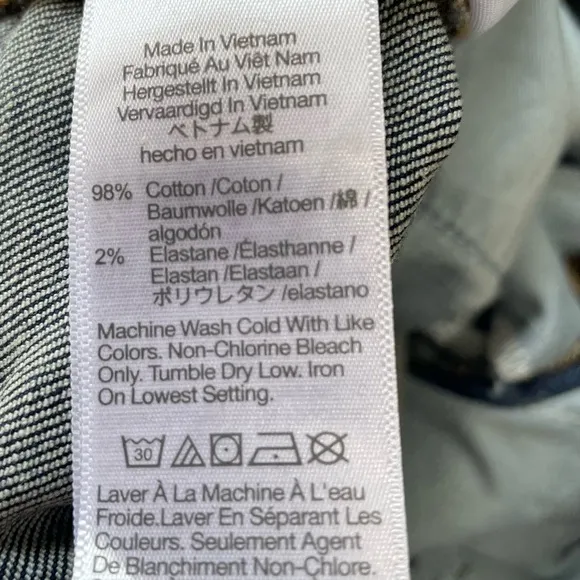 Made In Vietnam
Fabriqué Au Viêt Nam
Hergestellt In Vietnam
Vervaardigd In Vietnam
ベトナム製
hecho en vietnam
98% Cotton /Coton /
Baumwolle /Katoen /綿 /
algodón
2% Elastane /Élasthanne /
Elastan /Elastaan /
ポリウレタン /elastano
Machine Wash Cold With Like
Colors. Non-Chlorine Bleach
Only. Tumble Dry Low. Iron
On Lowest Setting.
30
Laver À La Machine À L'eau
Froide.Laver En Séparant Les
Couleurs. Seulement Agent
De Blanchiment Non-Chlore.